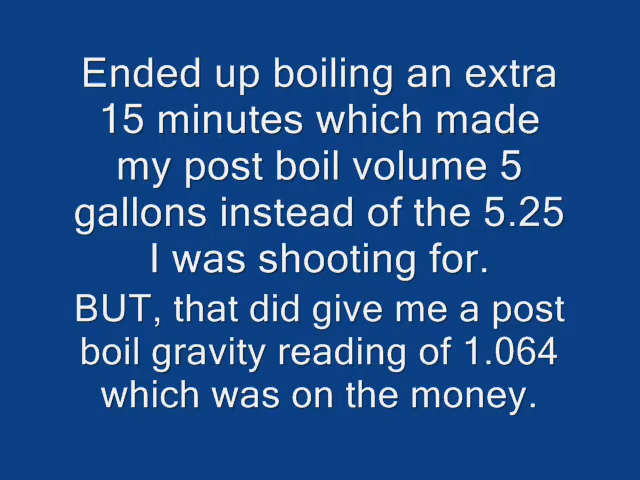 Ended up boiling an extra
15 minutes which made
my post boil volume 5
gallons instead of the 5.25
I was shooting for.
BUT, that did give me a post
boil gravity reading of 1.064
which was on the money.